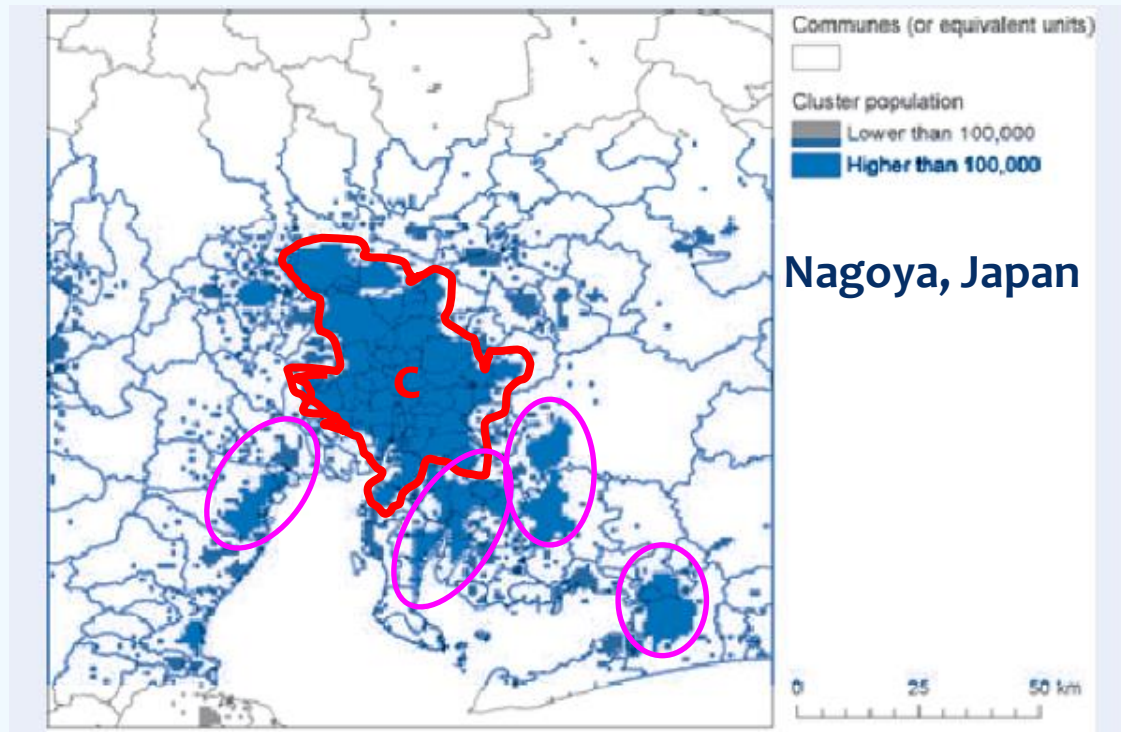 Communes (or equivalent units)
Cluster population
Lower than 100,000
Higher than 100,000
Nagoya, Japan
C
0 25 50 km